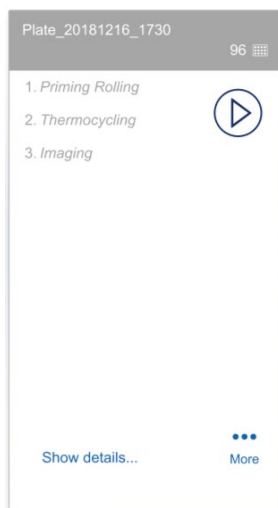 Plate_20181216_1730
96
1. Priming Rolling
2. Thermocycling
3. Imaging
Show details...
More